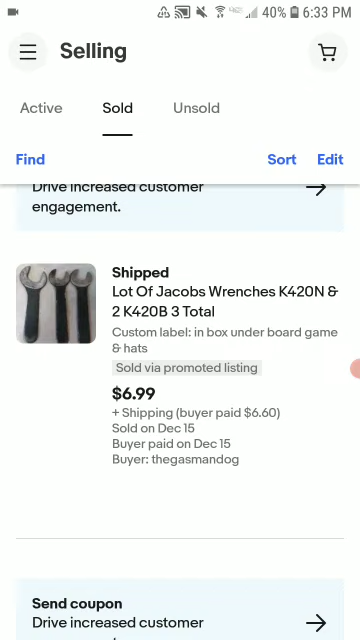 40% 6:33 PM
Selling
Active Sold Unsold
Find Sort Edit
Drive increased customer
engagement.
Shipped
Lot Of Jacobs Wrenches K420N &
2 K420B 3 Total
Custom label: in box under board game
& hats
Sold via promoted listing
$6.99
+ Shipping (buyer paid $6.60)
Sold on Dec 15
Buyer paid on Dec 15
Buyer: thegasmandog
Send coupon
Drive increased customer